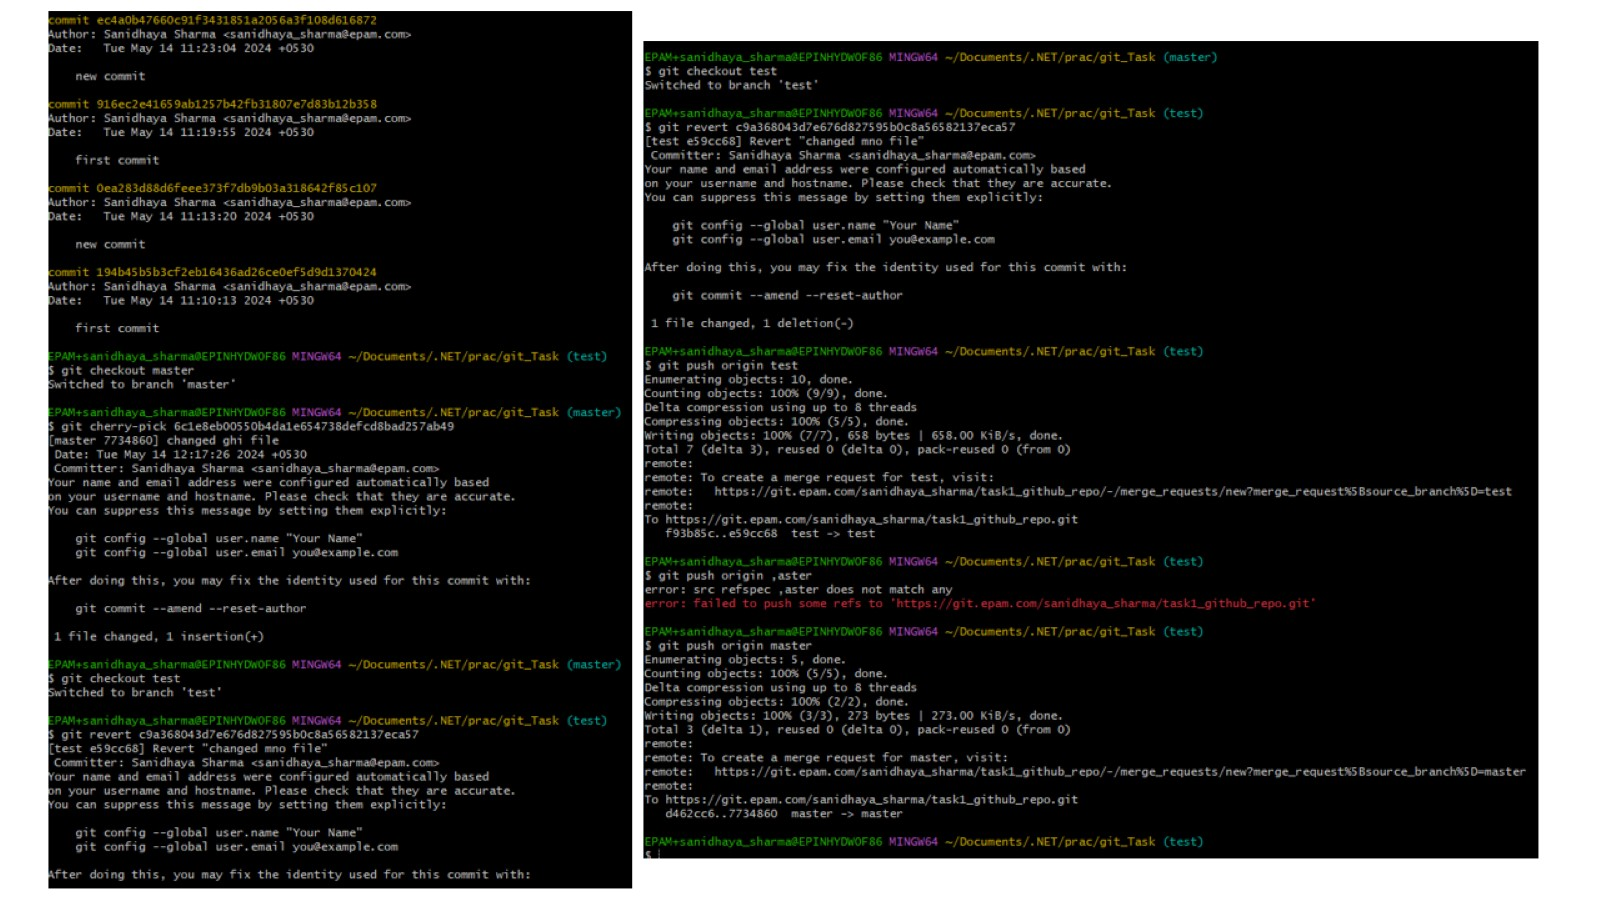 commit ec4a0b47660c91f3431851a2056a3f108d616872
Author: Sanidhaya Sharma <sanidhaya_sharma@epam.com>
Date:   Tue May 14 11:23:04 2024 +0530
new commit
commit 916ec2e41659ab1257b42fb31807e7d83b12b358
Author: Sanidhaya Sharma <sanidhaya_sharma@epam.com>
Date:   Tue May 14 11:19:55 2024 +0530
first commit
commit 0ea283d88d6feee373f7db9b03a318642f85c107
Author: Sanidhaya Sharma <sanidhaya_sharma@epam.com>
Date:   Tue May 14 11:13:20 2024 +0530
new commit
commit 194b45b5b3cf2eb16436ad26ce0ef5d9d1370424
Author: Sanidhaya Sharma <sanidhaya_sharma@epam.com>
Date:   Tue May 14 11:10:13 2024 +0530
first commit
EPAM+sanidhaya_sharma@EPINHYDW0F86 MINGW64 ~/Documents/.NET/prac/git_Task (test)
$ git checkout master
Switched to branch 'master'
EPAM+sanidhaya_sharma@EPINHYDW0F86 MINGW64 ~/Documents/.NET/prac/git_Task (master)
$ git cherry-pick 6c1e8eb00550b4da1e654738defcd8bad257ab49
[master 7734860] changed ghi file
Date: Tue May 14 12:17:26 2024 +0530
Committer: Sanidhaya Sharma <sanidhaya_sharma@epam.com>
Your name and email address were configured automatically based
on your username and hostname. Please check that they are accurate.
You can suppress this message by setting them explicitly:
git config --global user.name "Your Name"
git config --global user.email you@example.com
After doing this, you may fix the identity used for this commit with:
git commit --amend --reset-author
1 file changed, 1 insertion(+)
EPAM+sanidhaya_sharma@EPINHYDW0F86 MINGW64 ~/Documents/.NET/prac/git_Task (master)
$ git checkout test
Switched to branch 'test'
EPAM+sanidhaya_sharma@EPINHYDW0F86 MINGW64 ~/Documents/.NET/prac/git_Task (test)
$ git revert c9a368043d7e676d827595b0c8a56582137eca57
[test e59cc68] Revert "changed mno file"
Committer: Sanidhaya Sharma <sanidhaya_sharma@epam.com>
Your name and email address were configured automatically based
on your username and hostname. Please check that they are accurate.
You can suppress this message by setting them explicitly:
git config --global user.name "Your Name"
git config --global user.email you@example.com
After doing this, you may fix the identity used for this commit with:
EPAM+sanidhaya_sharma@EPINHYDW0F86 MINGW64 ~/Documents/.NET/prac/git_Task (master)
$ git checkout test
Switched to branch 'test'
EPAM+sanidhaya_sharma@EPINHYDW0F86 MINGW64 ~/Documents/.NET/prac/git_Task (test)
$ git revert c9a368043d7e676d827595b0c8a56582137eca57
[test e59cc68] Revert "changed mno file"
Committer: Sanidhaya Sharma <sanidhaya_sharma@epam.com>
Your name and email address were configured automatically based
on your username and hostname. Please check that they are accurate.
You can suppress this message by setting them explicitly:
git config --global user.name "Your Name"
git config --global user.email you@example.com
After doing this, you may fix the identity used for this commit with:
git commit --amend --reset-author
1 file changed, 1 deletion(-)
EPAM+sanidhaya_sharma@EPINHYDW0F86 MINGW64 ~/Documents/.NET/prac/git_Task (test)
$ git push origin test
Enumerating objects: 10, done.
Counting objects: 100% (9/9), done.
Delta compression using up to 8 threads
Compressing objects: 100% (5/5), done.
Writing objects: 100% (7/7), 658 bytes | 658.00 KiB/s, done.
Total 7 (delta 3), reused 0 (delta 0), pack-reused 0 (from 0)
remote:
remote: To create a merge request for test, visit:
remote:   https://git.epam.com/sanidhaya_sharma/task1_github_repo/-/merge_requests/new?merge_request%5Bsource_branch%5D=test
remote:
To https://git.epam.com/sanidhaya_sharma/task1_github_repo.git
f93b85c..e59cc68  test -> test
EPAM+sanidhaya_sharma@EPINHYDW0F86 MINGW64 ~/Documents/.NET/prac/git_Task (test)
$ git push origin ,aster
error: src refspec ,aster does not match any
error: failed to push some refs to 'https://git.epam.com/sanidhaya_sharma/task1_github_repo.git'
EPAM+sanidhaya_sharma@EPINHYDW0F86 MINGW64 ~/Documents/.NET/prac/git_Task (test)
$ git push origin master
Enumerating objects: 5, done.
Counting objects: 100% (5/5), done.
Delta compression using up to 8 threads
Compressing objects: 100% (2/2), done.
Writing objects: 100% (3/3), 273 bytes | 273.00 KiB/s, done.
Total 3 (delta 1), reused 0 (delta 0), pack-reused 0 (from 0)
remote:
remote: To create a merge request for master, visit:
remote:   https://git.epam.com/sanidhaya_sharma/task1_github_repo/-/merge_requests/new?merge_request%5Bsource_branch%5D=master
remote:
To https://git.epam.com/sanidhaya_sharma/task1_github_repo.git
d462cc6..7734860  master -> master
EPAM+sanidhaya_sharma@EPINHYDW0F86 MINGW64 ~/Documents/.NET/prac/git_Task (test)
$